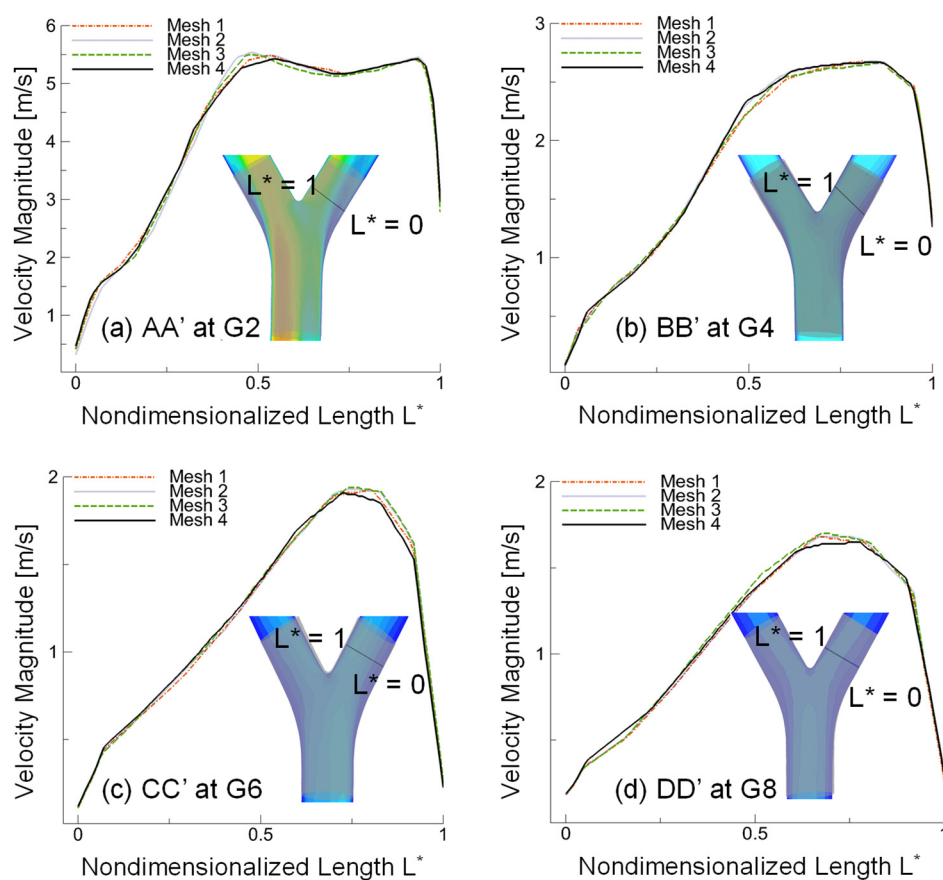 6
5
4
3
2
1
Velocity Magnitude [m/s]
Mesh 1
Mesh 2
Mesh 3
Mesh 4
L* = 1
L* = 0
(a) AA’ at G2
0
0.5
1
Nondimensionalized Length L*
3
2
1
Velocity Magnitude [m/s]
Mesh 1
Mesh 2
Mesh 3
Mesh 4
L* = 1
L* = 0
(b) BB’ at G4
0
0.5
1
Nondimensionalized Length L*
2
1
Velocity Magnitude [m/s]
Mesh 1
Mesh 2
Mesh 3
Mesh 4
L* = 1
L* = 0
(c) CC’ at G6
0
0.5
1
Nondimensionalized Length L*
2
1
Velocity Magnitude [m/s]
Mesh 1
Mesh 2
Mesh 3
Mesh 4
L* = 1
L* = 0
(d) DD’ at G8
0
0.5
1
Nondimensionalized Length L*